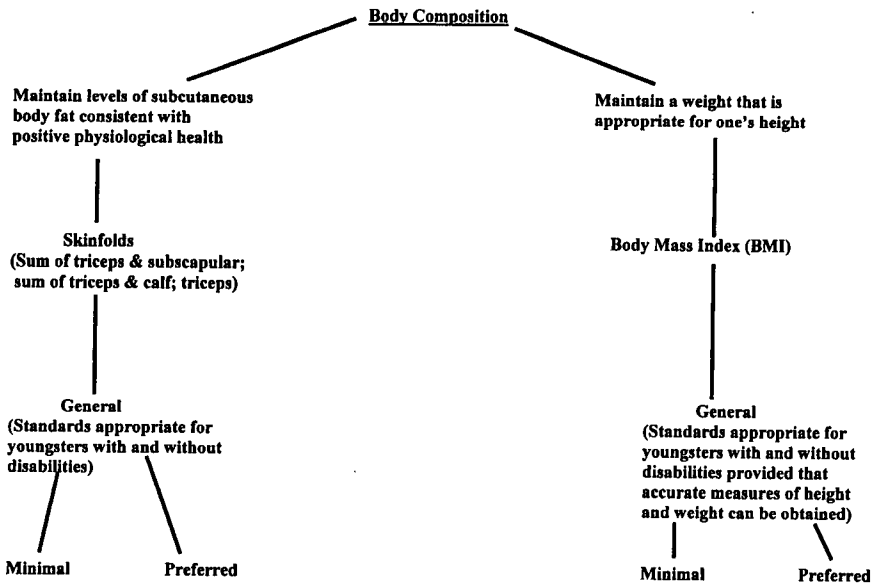 Body Composition
Maintain levels of subcutaneous
body fat consistent with
positive physiological health
Maintain a weight that is
appropriate for one's height
Skinfolds
(Sum of triceps & subscapular;
sum of triceps & calf; triceps)
Body Mass Index (BMI)
General
(Standards appropriate for
youngsters with and without
disabilities)
General
(Standards appropriate for
youngsters with and without
disabilities provided that
accurate measures of height
and weight can be obtained)
Minimal
Preferred
Minimal
Preferred